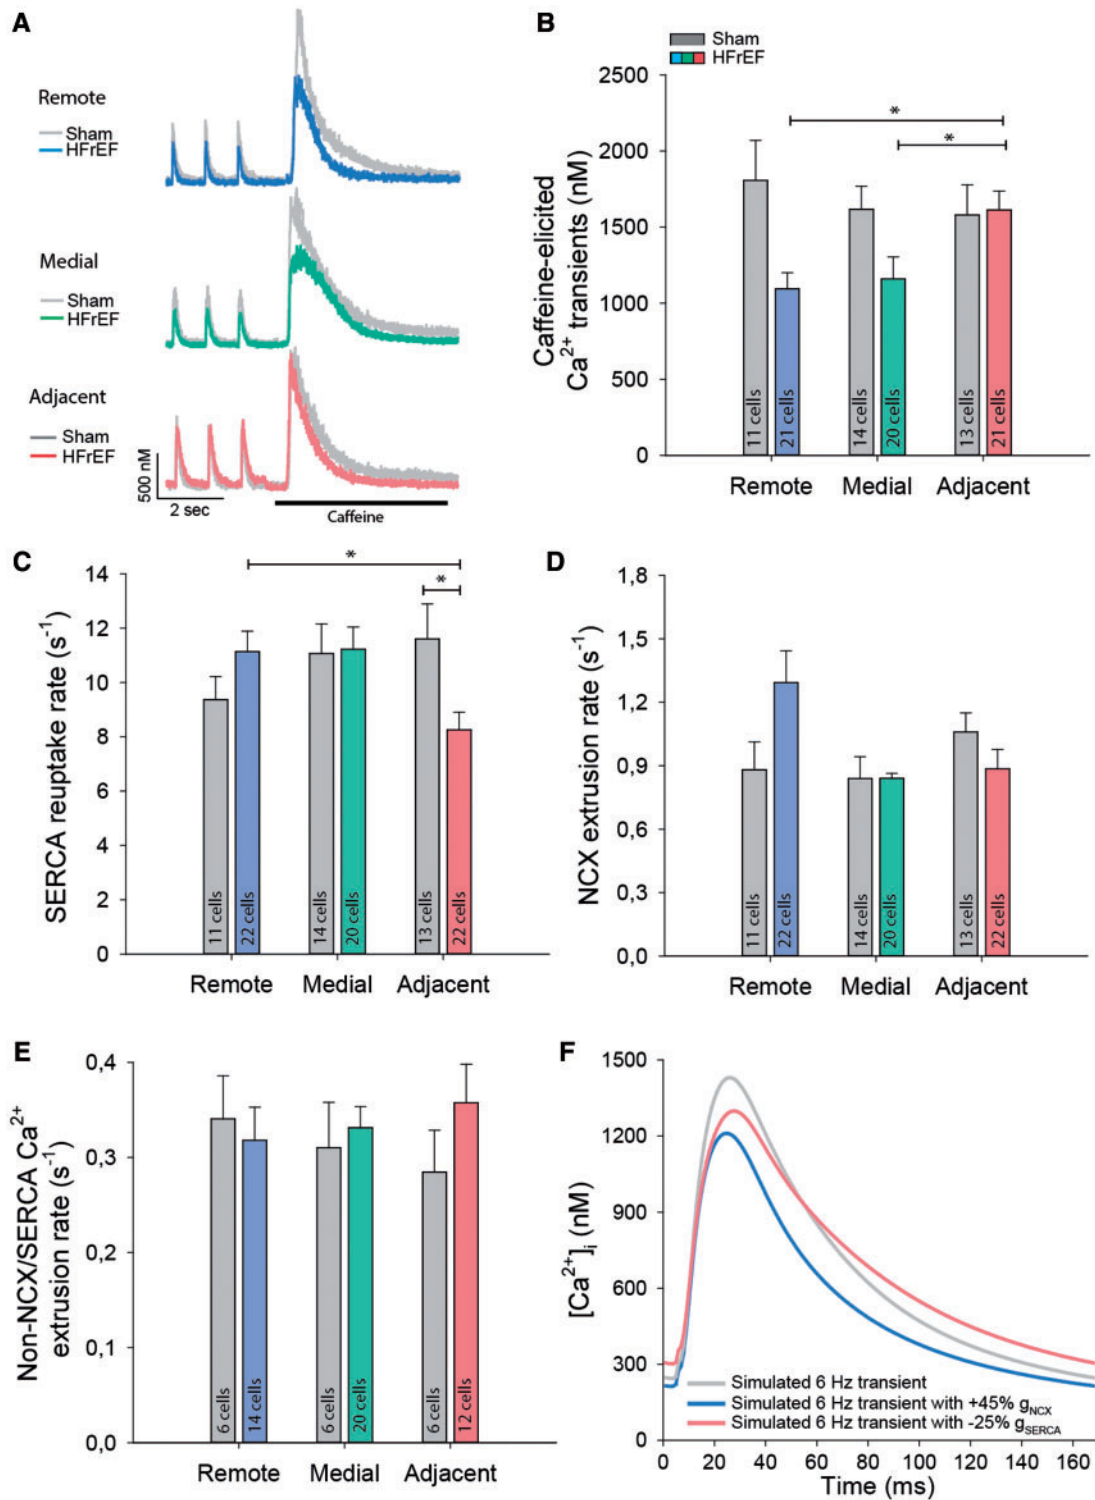 A
Remote
Sham
HFrEF
Medial
Sham
HFrEF
Adjacent
Sham
HFrEF
500 nM
2 sec
Caffeine
B
Sham
HFrEF
Caffeine-elicited
Ca2+ transients (nM)
2500
2000
1500
1000
500
0
*
*
11 cells
21 cells
14 cells
20 cells
13 cells
21 cells
Remote Medial Adjacent
C
SERCA reuptake rate (s-1)
14
12
10
8
6
4
2
0
*
*
11 cells
22 cells
14 cells
20 cells
13 cells
22 cells
Remote Medial Adjacent
D
NCX extrusion rate (s-1)
1,8
1,5
1,2
0,9
0,6
0,3
0,0
11 cells
22 cells
14 cells
20 cells
13 cells
22 cells
Remote Medial Adjacent
E
Non-NCX/SERCA Ca2+
extrusion rate (s-1)
0,4
0,3
0,2
0,1
0,0
6 cells
14 cells
6 cells
20 cells
6 cells
12 cells
Remote Medial Adjacent
F
[Ca2+]i (nM)
1500
1200
900
600
300
0
Simulated 6 Hz transient
Simulated 6 Hz transient with +45% gNCX
Simulated 6 Hz transient with -25% gSERCA
0 20 40 60 80 100 120 140 160
Time (ms)